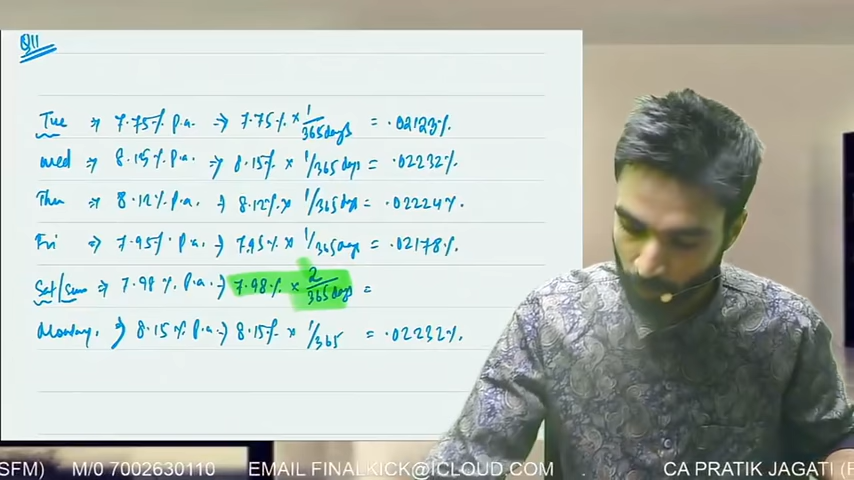 Q11
Tue ⇒ 7.75% P.a. → 7.75% × 1/365 days = .02123%
Wed ⇒ 8.15% P.a. ⇒ 8.15% × 1/365 days = .02232%.
Thu ⇒ 8.12% P.a. ⇒ 8.12% × 1/365 days = .02224%.
Fri ⇒ 7.95% P.a. ⇒ 7.95% × 1/365 days = .02178%.
Sat/Sun ⇒ 7.98% P.a. ⇒ 7.98% × 2/365 days =
Monday. ⇒ 8.15% P.a. ⇒ 8.15% × 1/365 = .02232%.
SFM) M/0 7002630110 EMAIL FINALKICK@ICLOUD.COM CA PRATIK JAGATI (F